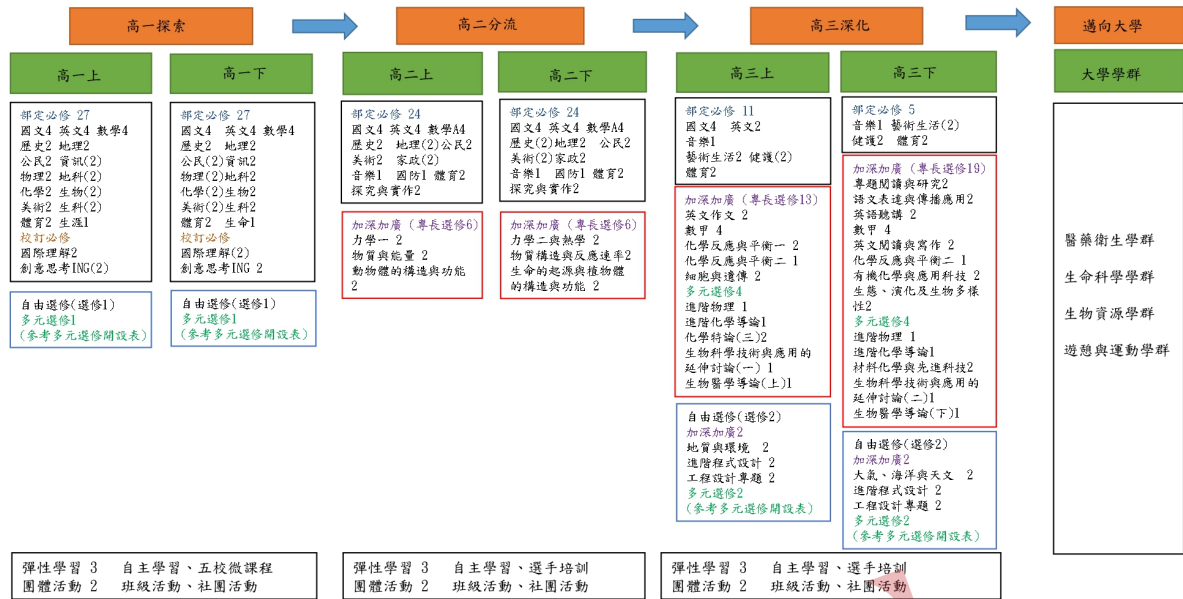 高一探索
高二分流
高三深化
邁向大學
高一上
高一下
高二上
高二下
高三上
高三下
大學學群
部定必修 27
國文4 英文4 數學4
歷史2 地理2
公民2 資訊(2)
物理2 地科(2)
化學2 生物(2)
美術2 生科(2)
體育2 生涯1
校訂必修
國際理解2
創意思考ING(2)
自由選修(選修1)
多元選修1
(參考多元選修開設表)
部定必修 27
國文4 英文4 數學4
歷史2 地理2
公民(2)資訊2
物理(2)地科2
化學(2)生物2
美術(2)生科2
體育2 生命1
校訂必修
國際理解(2)
創意思考ING 2
自由選修(選修1)
多元選修1
(參考多元選修開設表)
部定必修 24
國文4 英文4 數學A4
歷史2 地理(2)公民2
美術2 家政(2)
音樂1 國防1 體育2
探究與實作2
加深加廣 (專長選修6)
力學一 2
物質與能量 2
動物體的構造與功能
2
部定必修 24
國文4 英文4 數學A4
歷史(2)地理2 公民2
美術(2)家政2
音樂1 國防1 體育2
探究與實作2
加深加廣 (專長選修6)
力學二與熱學 2
物質構造與反應速率2
生命的起源與植物體
的構造與功能 2
部定必修 11
國文4 英文2
音樂1
藝術生活2 健護(2)
體育2
加深加廣 (專長選修13)
英文作文 2
數甲 4
化學反應與平衡一 2
化學反應與平衡二 1
細胞與遺傳 2
多元選修4
進階物理 1
進階化學導論1
化學特論(三)2
生物科學技術與應用的
延伸討論(一) 1
生物醫學導論(上)1
自由選修(選修2)
加深加廣2
地質與環境 2
進階程式設計 2
工程設計專題 2
多元選修2
(參考多元選修開設表)
部定必修 5
音樂1 藝術生活(2)
健護2 體育2
加深加廣 (專長選修19)
專題閱讀與研究2
語文表達與傳播應用2
英語聽講 2
數甲 4
英文閱讀與寫作 2
化學反應與平衡二 1
有機化學與應用科技 2
生態、演化及生物多樣
性2
多元選修4
進階物理 1
進階化學導論1
材料化學與先進科技2
生物科學技術與應用的
延伸討論(二)1
生物醫學導論(下)1
自由選修(選修2)
加深加廣2
大氣、海洋與天文 2
進階程式設計 2
工程設計專題 2
多元選修2
(參考多元選修開設表)
醫藥衛生學群
生命科學學群
生物資源學群
遊憩與運動學群
彈性學習 3 自主學習、五校微課程
團體活動 2 班級活動、社團活動
彈性學習 3 自主學習、選手培訓
團體活動 2 班級活動、社團活動
彈性學習 3 自主學習、選手培訓
團體活動 2 班級活動、社團活動